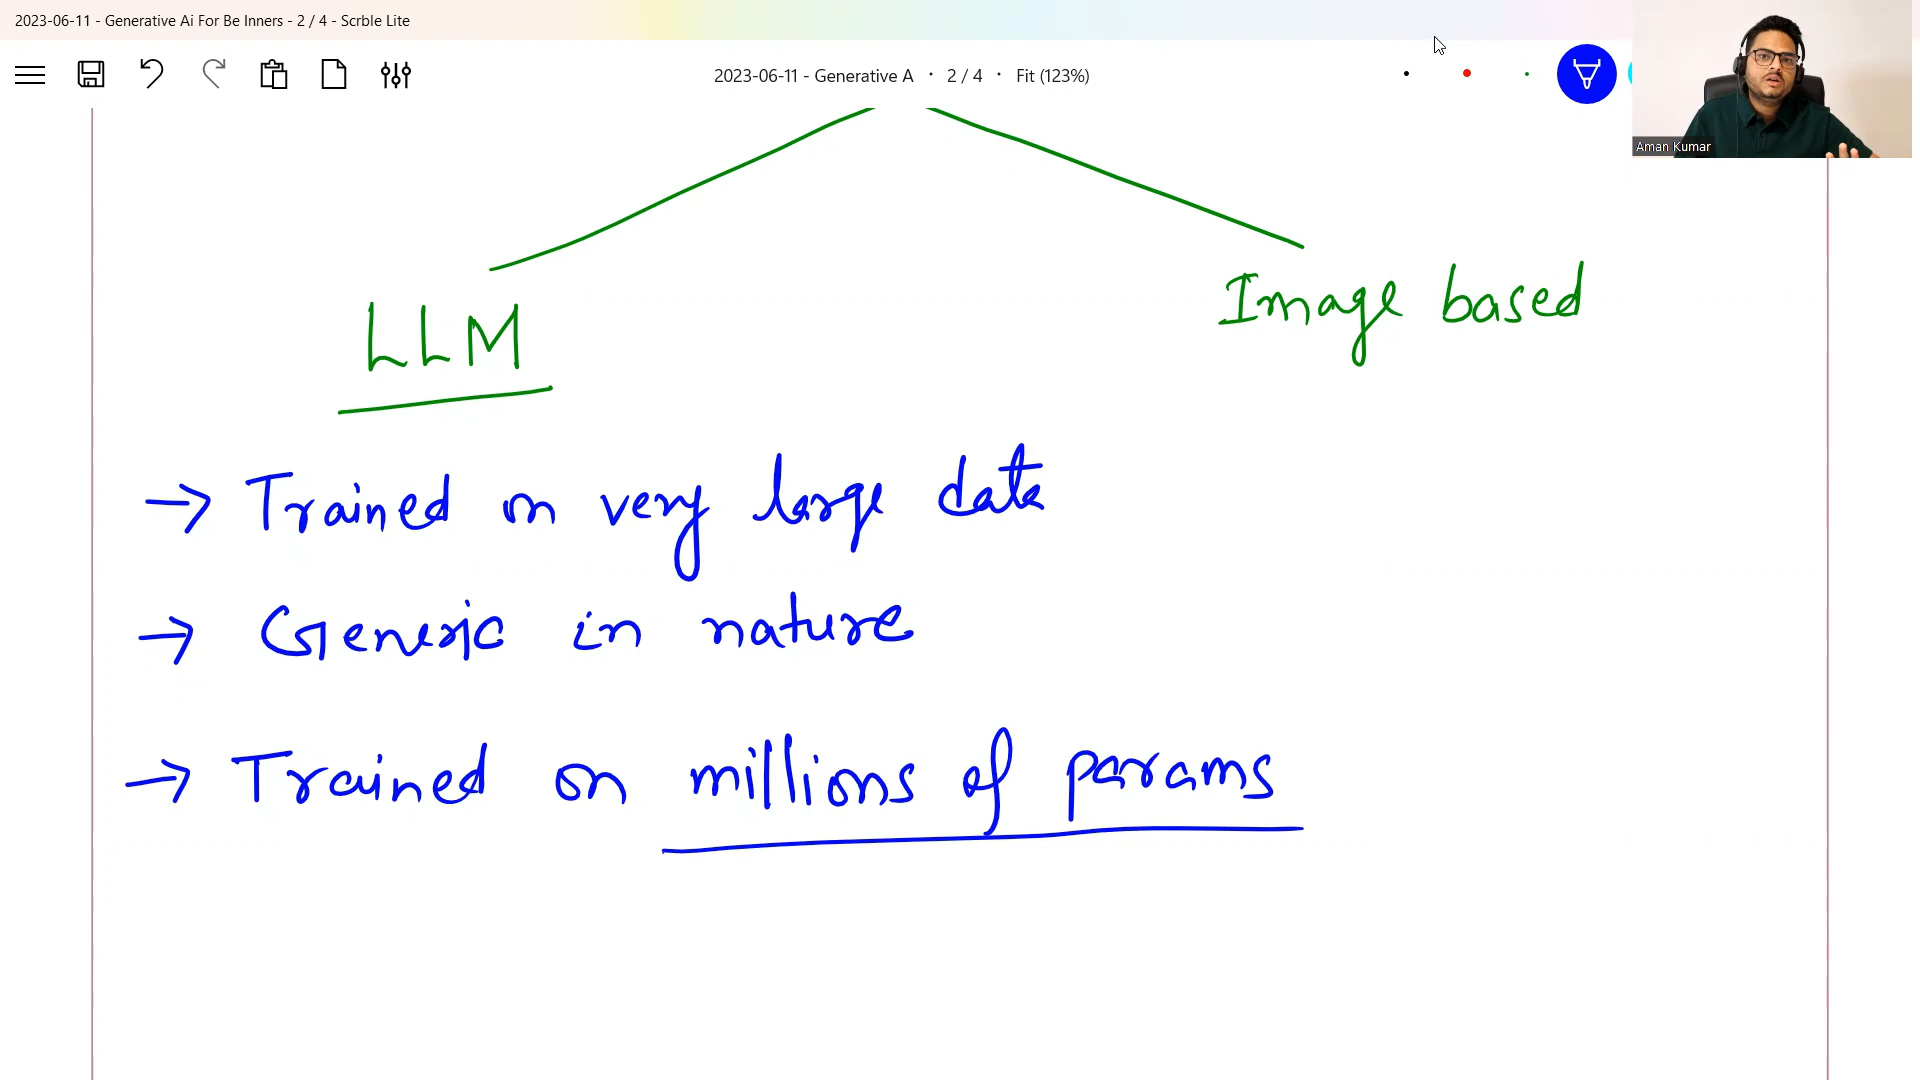 2023-06-11 - Generative Ai For Be Inners - 2 / 4 - Scrble Lite
2023-06-11 - Generative A • 2 / 4 • Fit (123%)
Aman Kumar
LLM
Image based
→ Trained on very large data
→ Generic in nature
→ Trained on millions of params